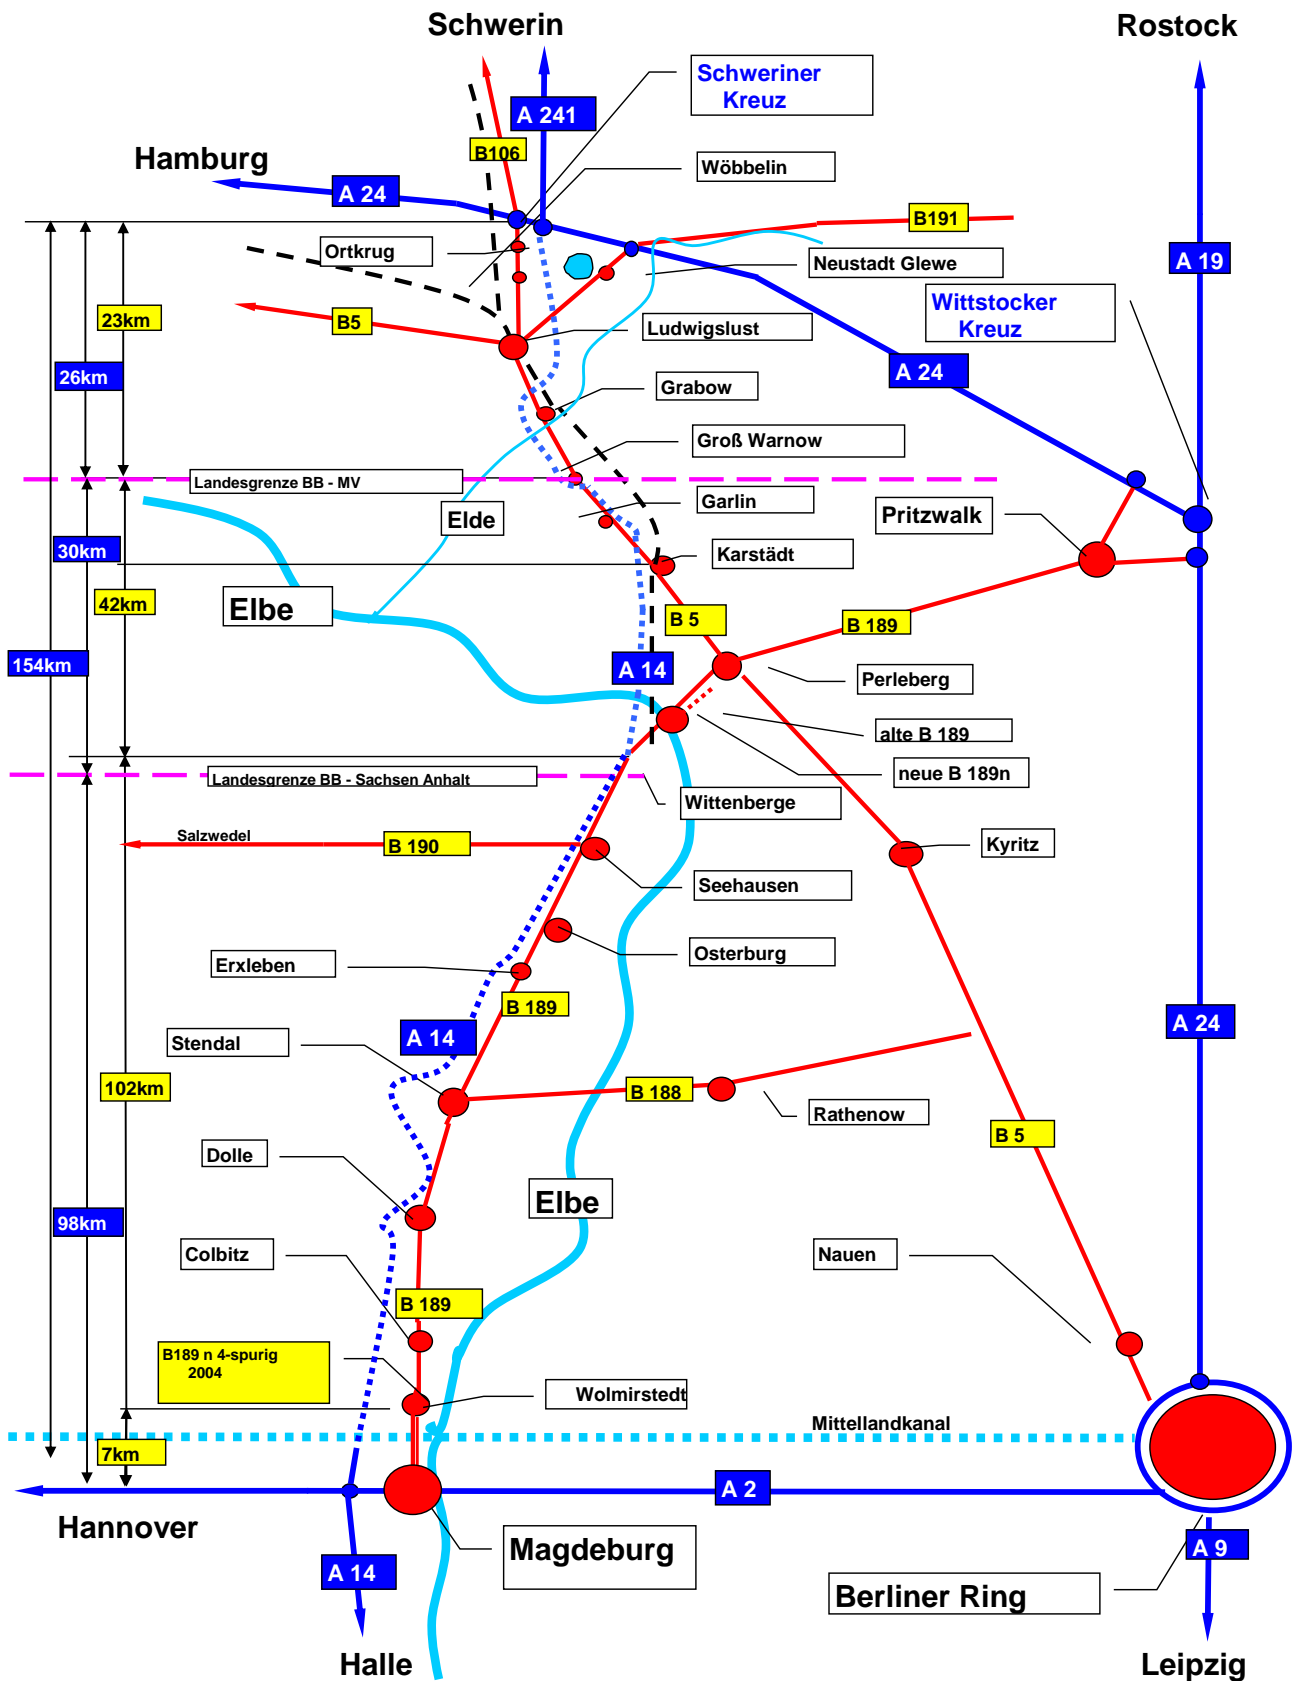 Schwerin
Rostock
Schweriner
Kreuz
A 241
B106
Hamburg
Wöbbelin
A 24
B191
Ortkrug
Neustadt Glewe
A 19
Wittstocker
Kreuz
23km
B5
Ludwigslust
26km
A 24
Grabow
Groß Warnow
Landesgrenze BB - MV
Garlin
Elde
Pritzwalk
30km
Karstädt
42km
Elbe
B 5
B 189
154km
A 14
Perleberg
alte B 189
neue B 189n
Landesgrenze BB - Sachsen Anhalt
Wittenberge
Salzwedel
B 190
Kyritz
Seehausen
Osterburg
Erxleben
B 189
A 14
A 24
Stendal
102km
B 188
Rathenow
B 5
Dolle
Elbe
98km
Colbitz
Nauen
B 189
B189 n 4-spurig
2004
Wolmirstedt
Mittellandkanal
7km
A 2
Hannover
Magdeburg
A 9
A 14
Berliner Ring
Halle
Leipzig